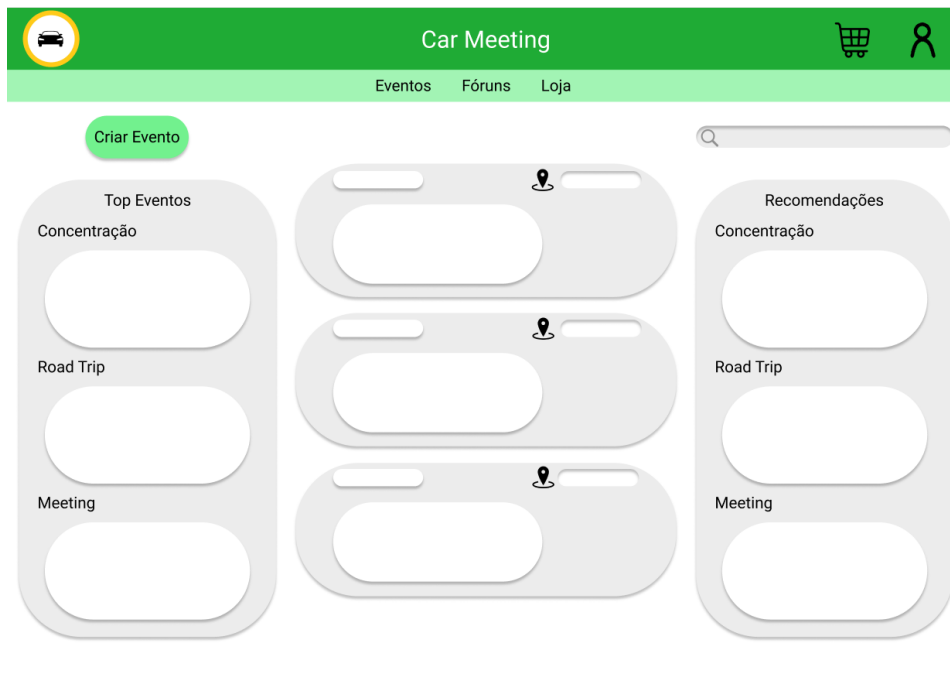 Car Meeting
Eventos Fóruns Loja
Criar Evento
Top Eventos
Concentração
Road Trip
Meeting
Recomendações
Concentração
Road Trip
Meeting